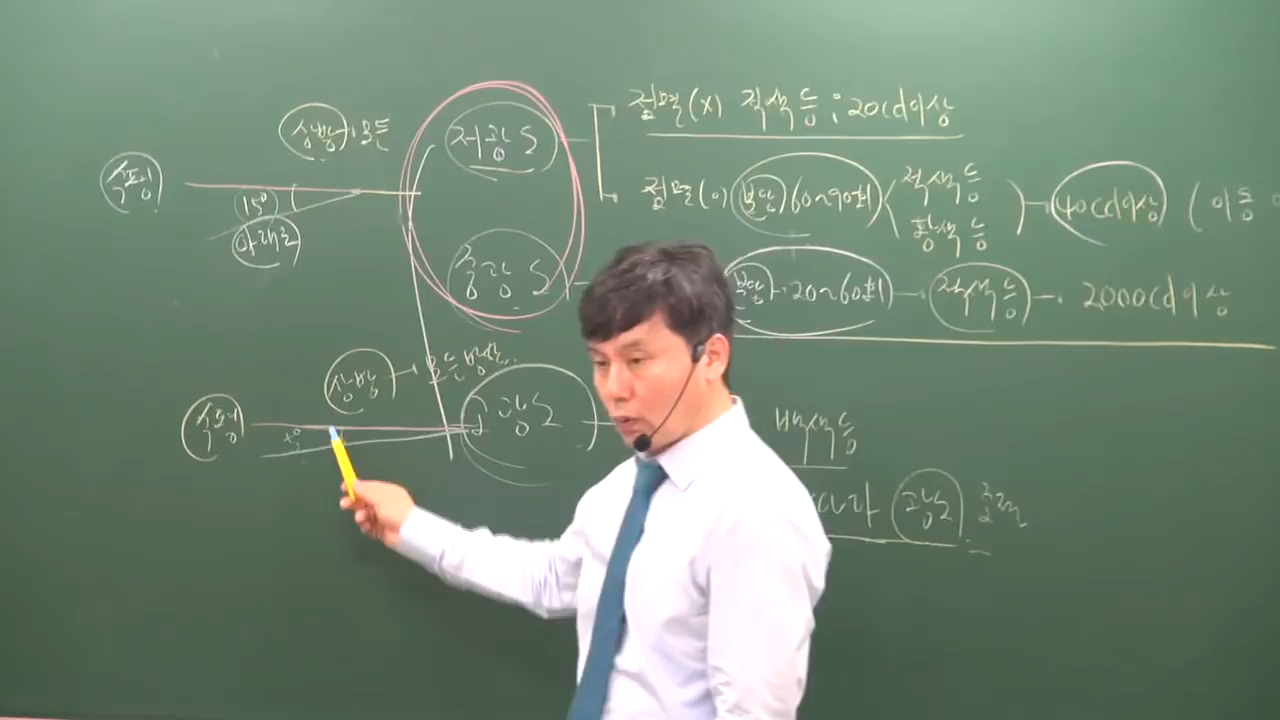 상방 모든
저광도
점멸(x) 적색등 ; 20cd이상
수평
15°
아래로
점멸(o) 분당 60~90회 적색등
황색등
40cd이상 (이동
중광도
분당 20~60회 → 적색등 → 2000cd이상
상방 → 모든 방향
수평
고광도
백색등
따라 광도